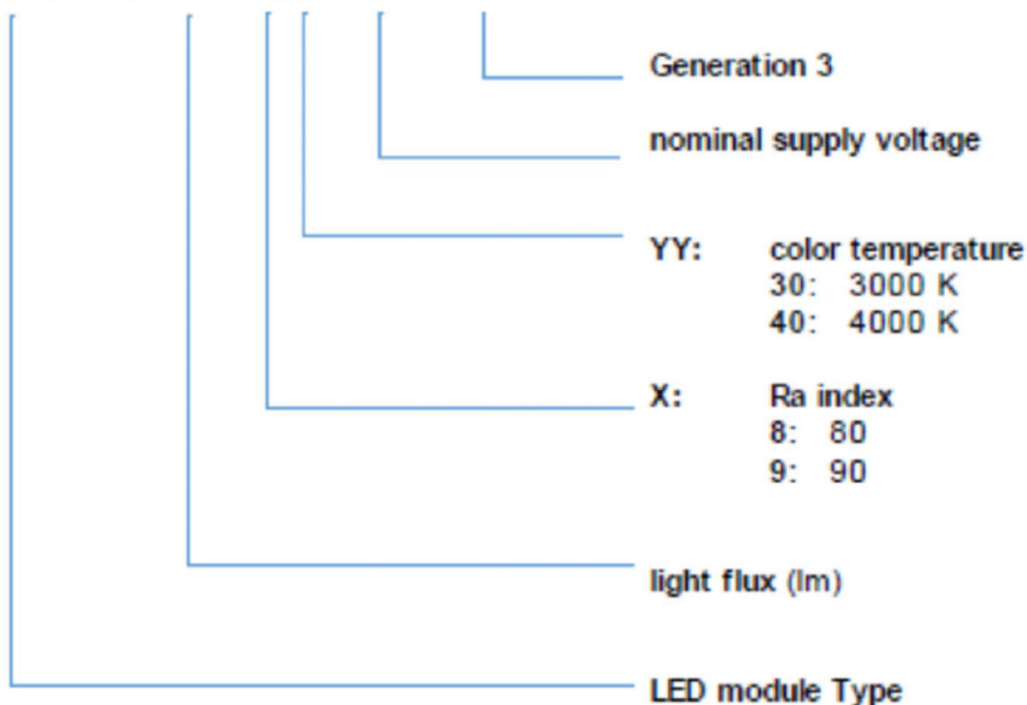 Generation 3
nominal supply voltage
YY: color temperature
30: 3000 K
40: 4000 K
X: Ra index
8: 80
9: 90
light flux (lm)
LED module Type